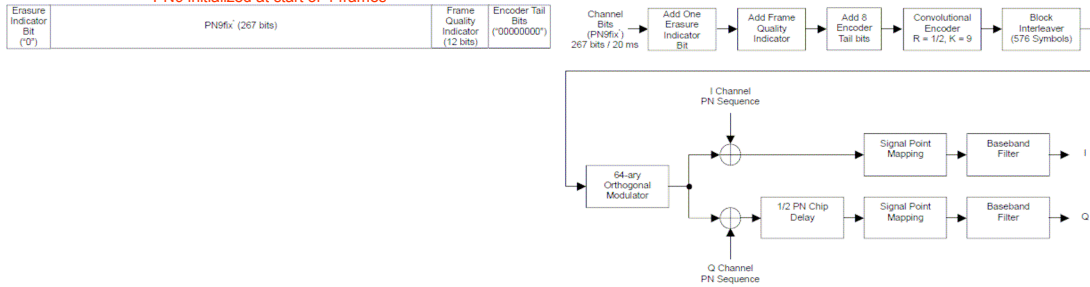 Erasure
Indicator
Bit
("0")
PN9fix* (267 bits)
Frame
Quality
Indicator
(12 bits)
Encoder Tail
Bits
("00000000")
Channel
Bits
(PN9fix*)
267 bits / 20 ms
Add One
Erasure
Indicator
Bit
Add Frame
Quality
Indicator
Add 8
Encoder
Tail bits
Convolutional
Encoder
R = 1/2, K = 9
Block
Interleaver
(576 Symbols)
I Channel
PN Sequence
64-ary
Orthogonal
Modulator
Signal Point
Mapping
Baseband
Filter
I
1/2 PN Chip
Delay
Signal Point
Mapping
Baseband
Filter
Q
Q Channel
PN Sequence